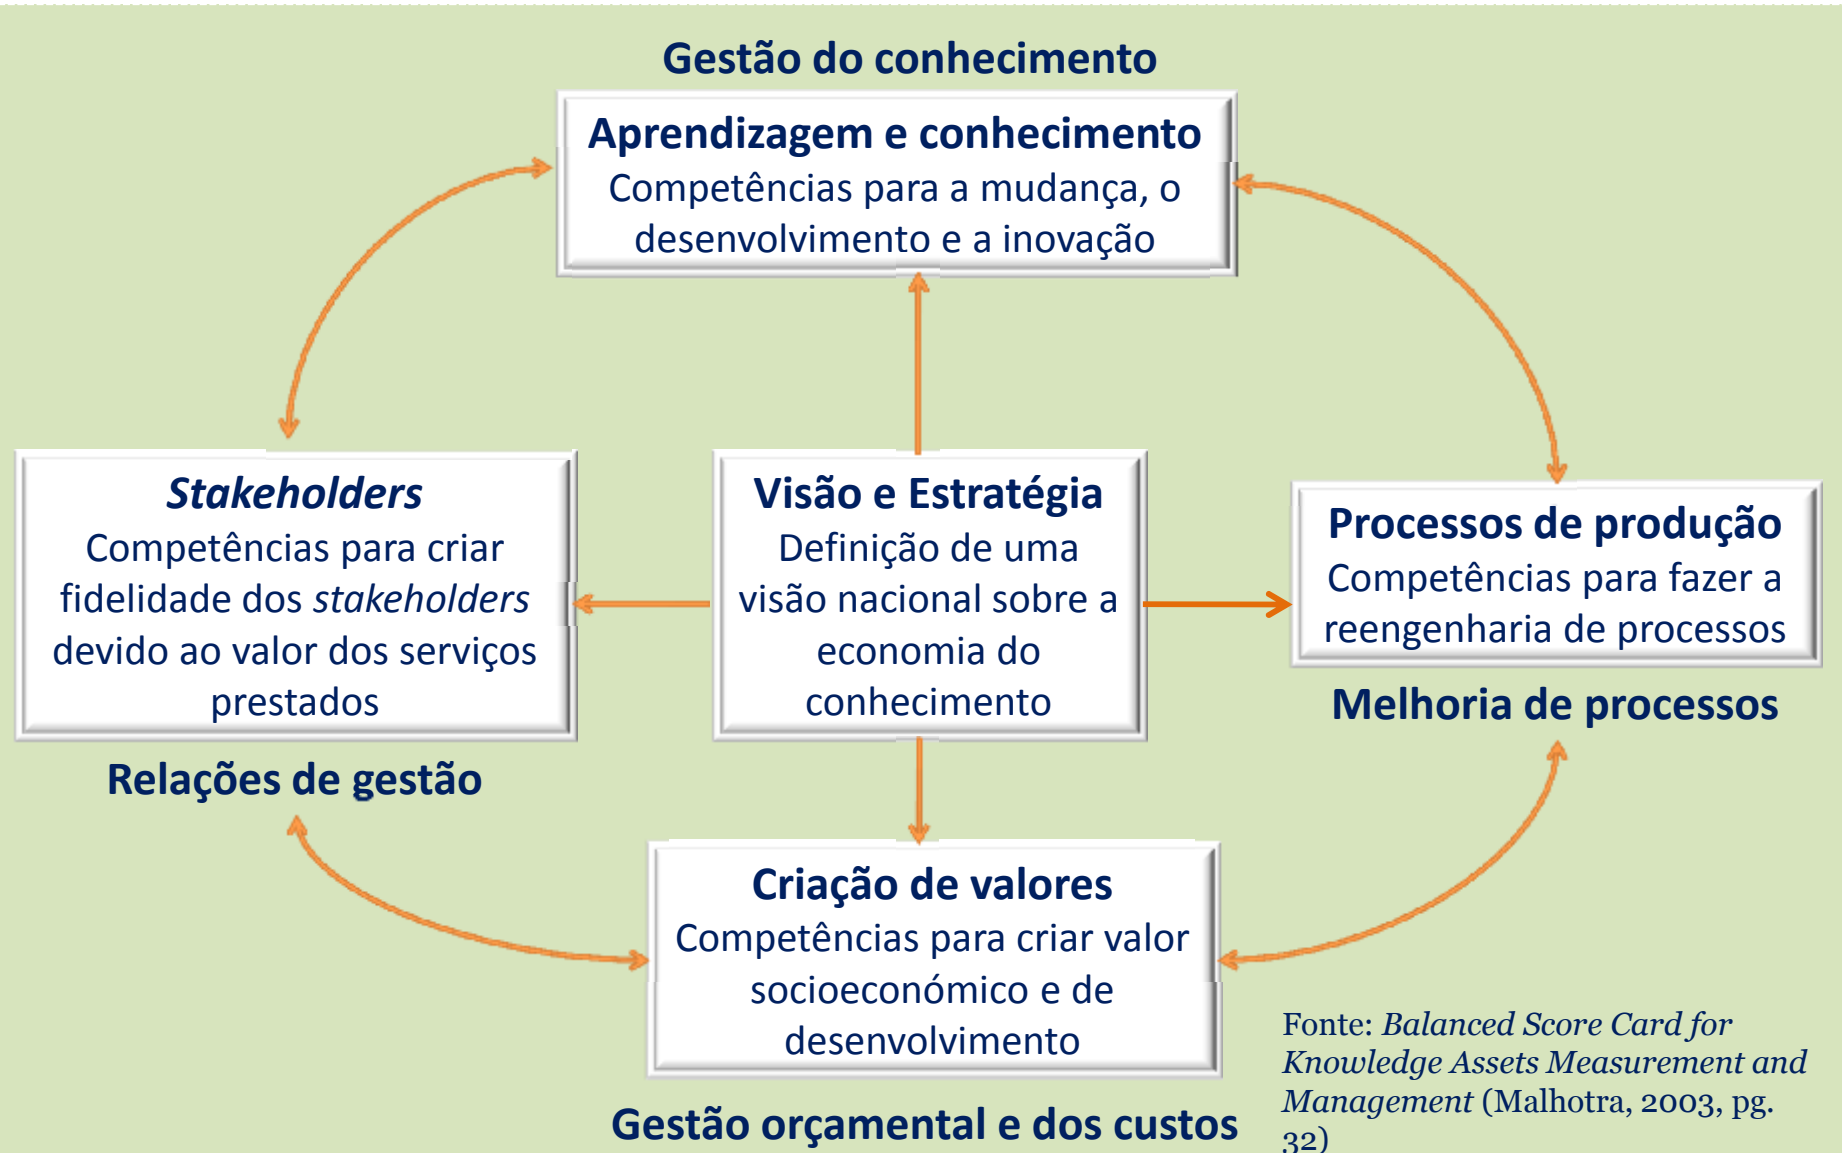 Gestão do conhecimento
Aprendizagem e conhecimento
Competências para a mudança, o
desenvolvimento e a inovação
Stakeholders
Competências para criar
fidelidade dos stakeholders
devido ao valor dos serviços
prestados
Relações de gestão
Visão e Estratégia
Definição de uma
visão nacional sobre a
economia do
conhecimento
Processos de produção
Competências para fazer a
reengenharia de processos
Melhoria de processos
Criação de valores
Competências para criar valor
socioeconómico e de
desenvolvimento
Gestão orçamental e dos custos
Fonte: Balanced Score Card for
Knowledge Assets Measurement and
Management (Malhotra, 2003, pg.
32)